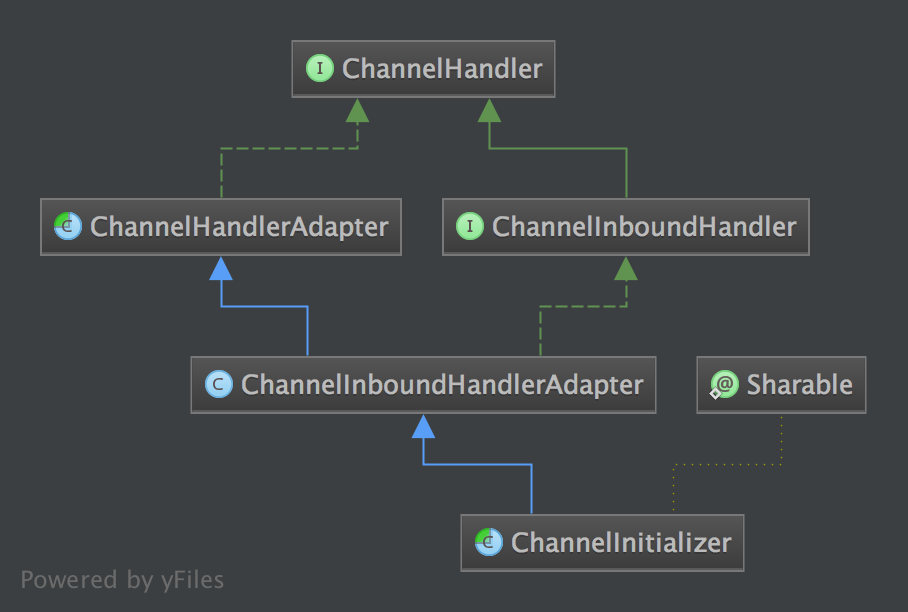 I ChannelHandler
C ChannelHandlerAdapter
I ChannelInboundHandler
C ChannelInboundHandlerAdapter
@ Sharable
C ChannelInitializer
Powered by yFiles